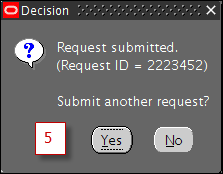 Decision
Request submitted.
(Request ID = 2223452)
Submit another request?
5
Yes
No